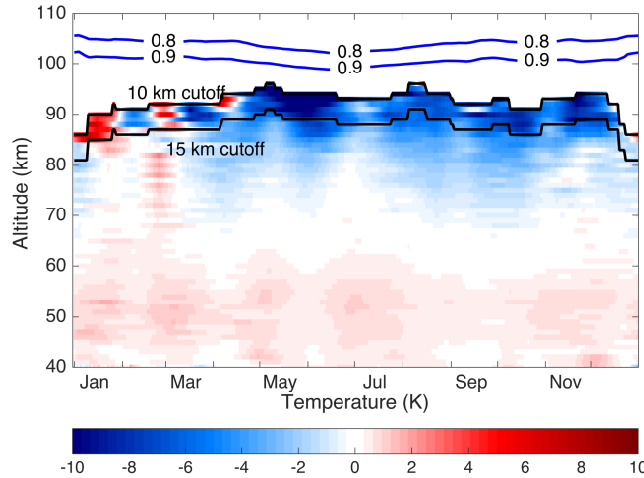 110
100
90
80
70
60
50
40
Altitude (km)
0.8 0.8 0.8
0.9 0.9 0.9
10 km cutoff
15 km cutoff
Jan Mar May Jul Sep Nov
Temperature (K)
-10 -8 -6 -4 -2 0 2 4 6 8 10